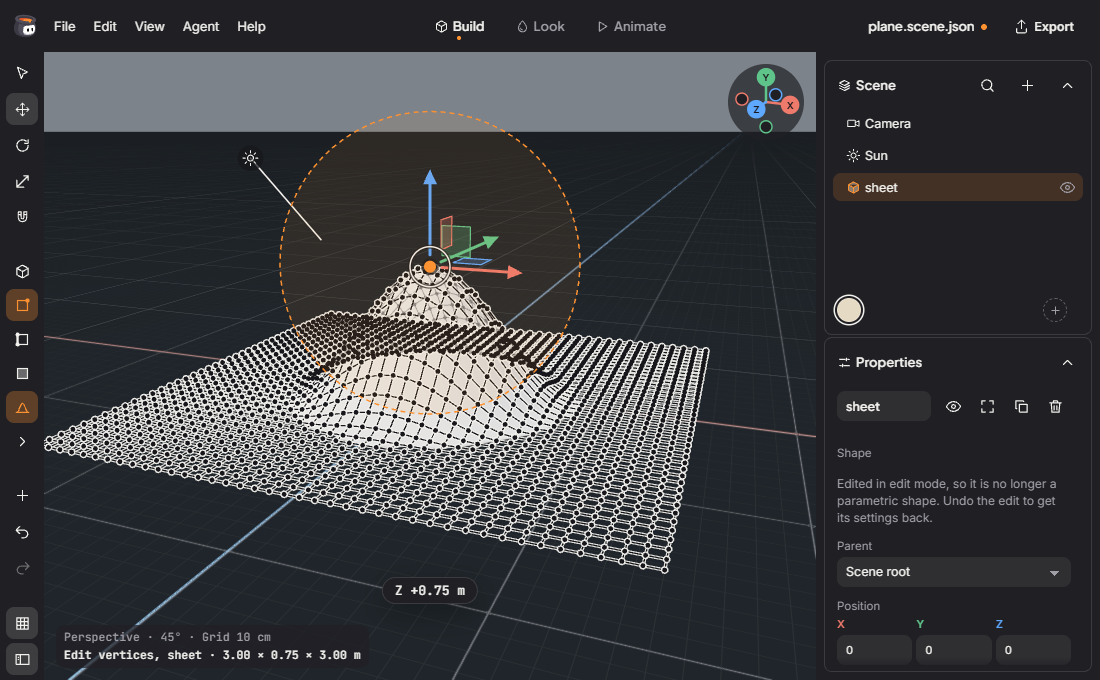 File Edit View Agent Help
Build Look Animate
plane.scene.json Export
Y
X
Z
Scene
Camera
Sun
sheet
Properties
sheet
Shape
Edited in edit mode, so it is no longer a
parametric shape. Undo the edit to get
its settings back.
Parent
Scene root
Position
X Y Z
0 0 0
Z +0.75 m
Perspective · 45° · Grid 10 cm
Edit vertices, sheet · 3.00 × 0.75 × 3.00 m